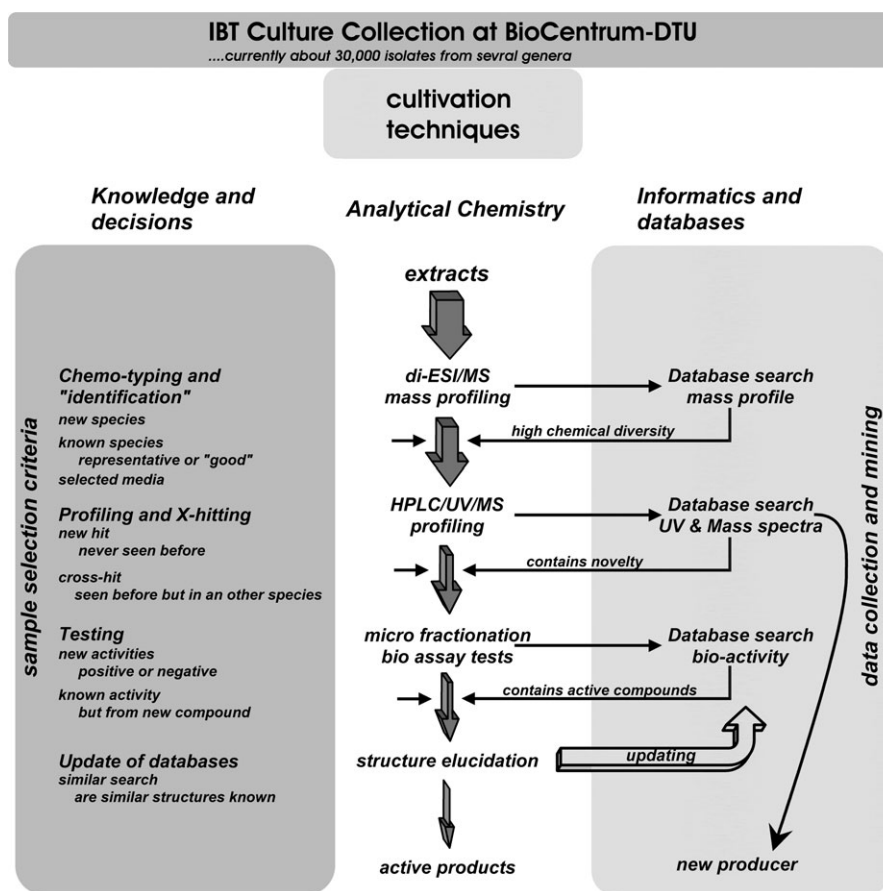 IBT Culture Collection at BioCentrum-DTU
....currently about 30,000 isolates from sevral genera
cultivation
techniques
Knowledge and
decisions
Analytical Chemistry
Informatics and
databases
sample selection criteria
Chemo-typing and
"identification"
new species
known species
representative or "good"
selected media
Profiling and X-hitting
new hit
never seen before
cross-hit
seen before but in an other species
Testing
new activities
positive or negative
known activity
but from new compound
Update of databases
similar search
are similar structures known
extracts
di-ESI/MS
mass profiling
high chemical diversity
HPLC/UV/MS
profiling
contains novelty
micro fractionation
bio assay tests
contains active compounds
structure elucidation
updating
active products
Database search
mass profile
Database search
UV & Mass spectra
Database search
bio-activity
new producer
data collection and mining